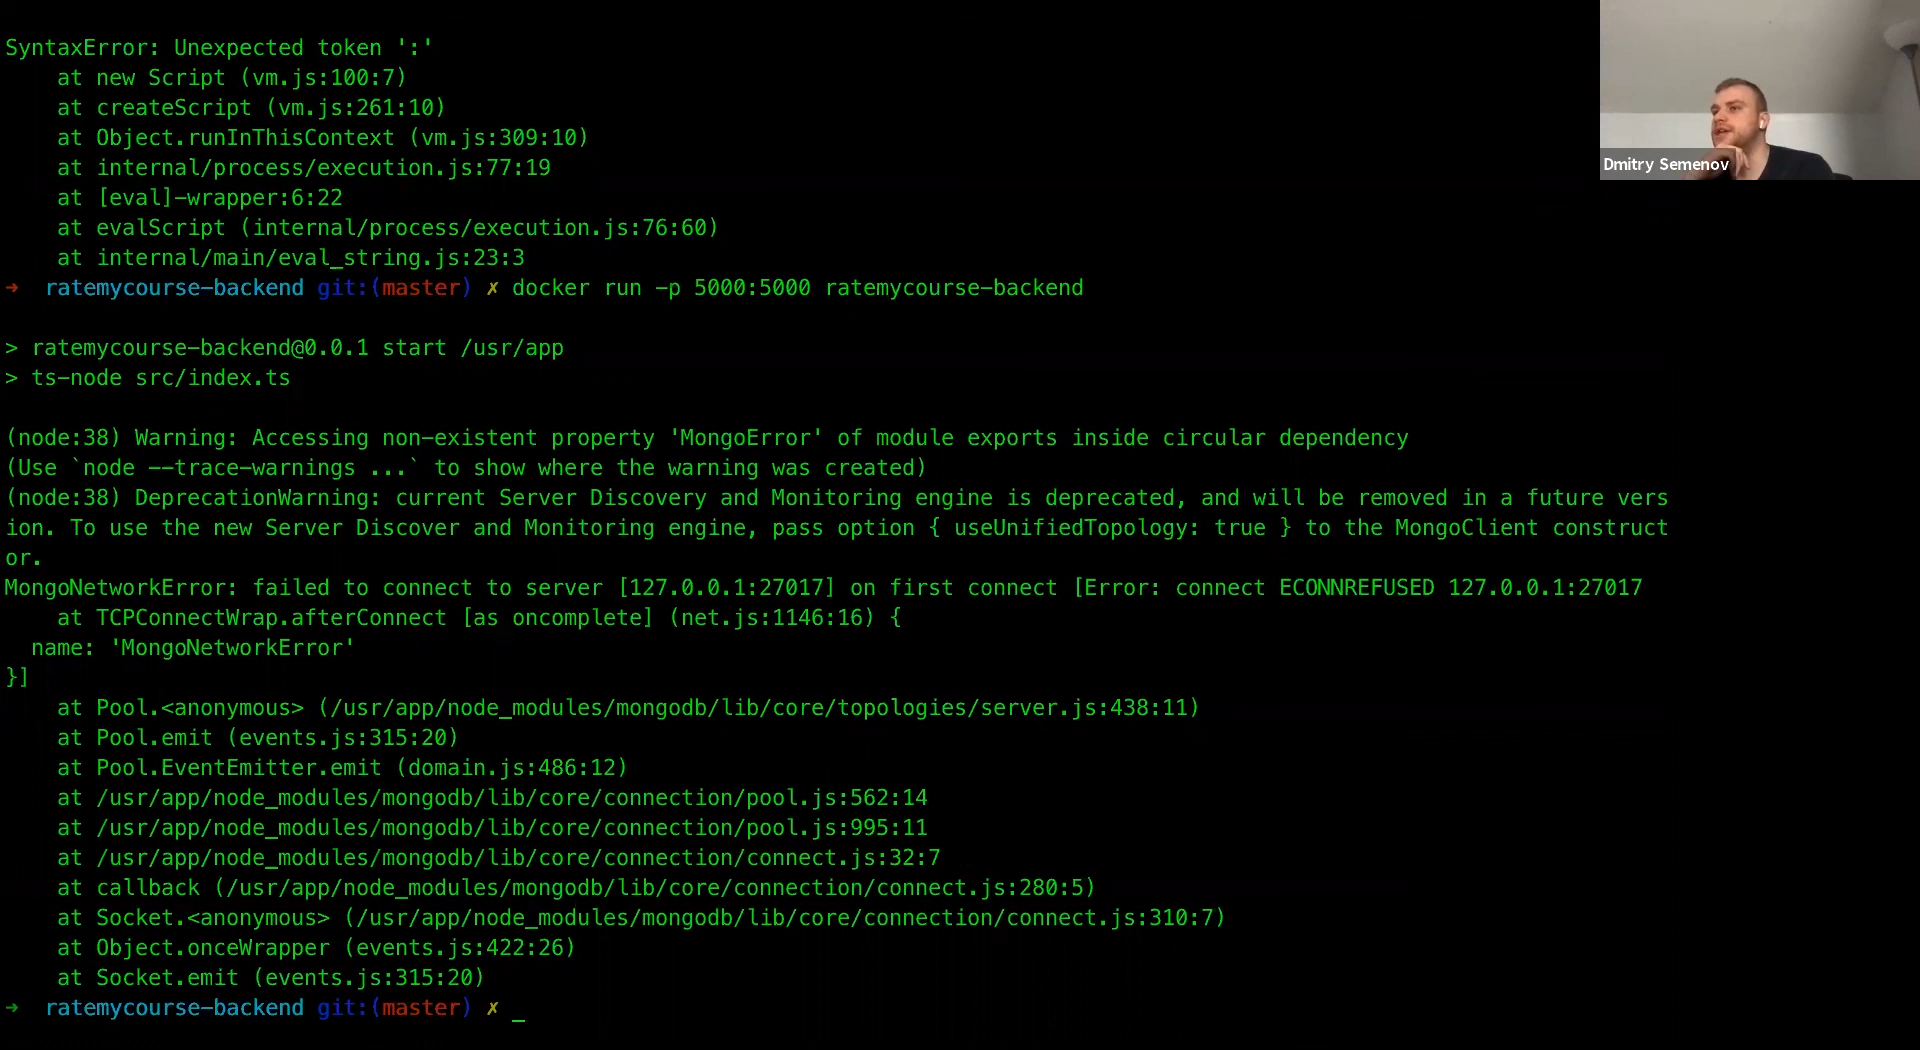 SyntaxError: Unexpected token ':'
    at new Script (vm.js:100:7)
    at createScript (vm.js:261:10)
    at Object.runInThisContext (vm.js:309:10)
    at internal/process/execution.js:77:19
    at [eval]-wrapper:6:22
    at evalScript (internal/process/execution.js:76:60)
    at internal/main/eval_string.js:23:3
→  ratemycourse-backend git:(master) ✗ docker run -p 5000:5000 ratemycourse-backend

> ratemycourse-backend@0.0.1 start /usr/app
> ts-node src/index.ts

(node:38) Warning: Accessing non-existent property 'MongoError' of module exports inside circular dependency
(Use `node --trace-warnings ...` to show where the warning was created)
(node:38) DeprecationWarning: current Server Discovery and Monitoring engine is deprecated, and will be removed in a future vers
ion. To use the new Server Discover and Monitoring engine, pass option { useUnifiedTopology: true } to the MongoClient construct
or.
MongoNetworkError: failed to connect to server [127.0.0.1:27017] on first connect [Error: connect ECONNREFUSED 127.0.0.1:27017
    at TCPConnectWrap.afterConnect [as oncomplete] (net.js:1146:16) {
  name: 'MongoNetworkError'
}]
    at Pool.<anonymous> (/usr/app/node_modules/mongodb/lib/core/topologies/server.js:438:11)
    at Pool.emit (events.js:315:20)
    at Pool.EventEmitter.emit (domain.js:486:12)
    at /usr/app/node_modules/mongodb/lib/core/connection/pool.js:562:14
    at /usr/app/node_modules/mongodb/lib/core/connection/pool.js:995:11
    at /usr/app/node_modules/mongodb/lib/core/connection/connect.js:32:7
    at callback (/usr/app/node_modules/mongodb/lib/core/connection/connect.js:280:5)
    at Socket.<anonymous> (/usr/app/node_modules/mongodb/lib/core/connection/connect.js:310:7)
    at Object.onceWrapper (events.js:422:26)
    at Socket.emit (events.js:315:20)
→  ratemycourse-backend git:(master) ✗ _
Dmitry Semenov